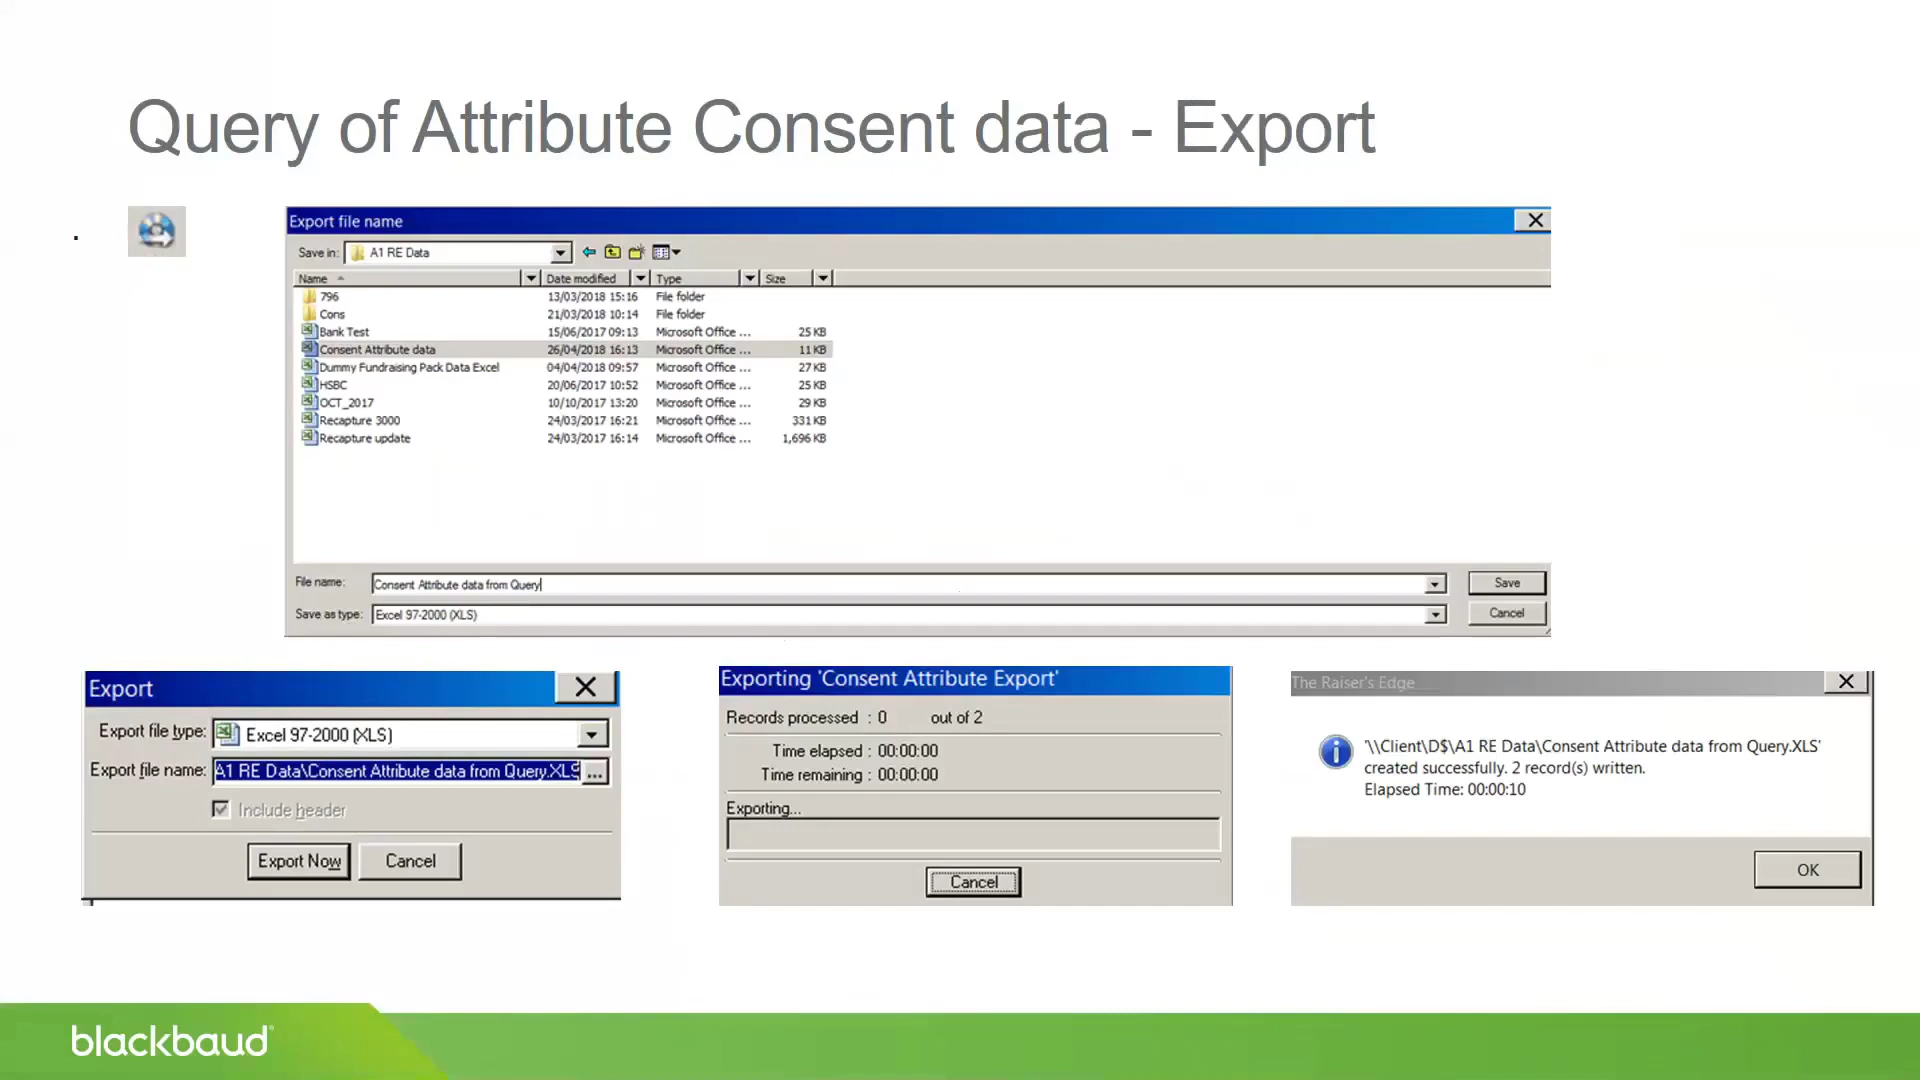 Query of Attribute Consent data - Export
.
Export file name
Save in: A1 RE Data
Name Date modified Type Size
796 13/03/2018 15:16 File folder
Cons 21/03/2018 10:14 File folder
Bank Test 15/06/2017 09:13 Microsoft Office ... 25 KB
Consent Attribute data 26/04/2018 16:13 Microsoft Office ... 11 KB
Dummy Fundraising Pack Data Excel 04/04/2018 09:57 Microsoft Office ... 27 KB
HSBC 20/06/2017 10:52 Microsoft Office ... 25 KB
OCT_2017 10/10/2017 13:20 Microsoft Office ... 29 KB
Recapture 3000 24/03/2017 16:21 Microsoft Office ... 331 KB
Recapture update 24/03/2017 16:14 Microsoft Office ... 1,696 KB
File name: Consent Attribute data from Query Save
Save as type: Excel 97-2000 (XLS) Cancel
Export
Export file type: Excel 97-2000 (XLS)
Export file name: A1 RE Data\Consent Attribute data from Query.XLS ...
Include header
Export Now Cancel
Exporting 'Consent Attribute Export'
Records processed : 0 out of 2
Time elapsed : 00:00:00
Time remaining : 00:00:00
Exporting...
Cancel
The Raiser's Edge
'\\Client\D$\A1 RE Data\Consent Attribute data from Query.XLS'
created successfully. 2 record(s) written.
Elapsed Time: 00:00:10
OK
blackbaud